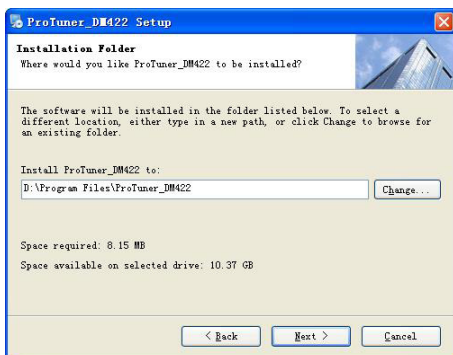 ProTuner_DM422 Setup
Installation Folder
Where would you like ProTuner_DM422 to be installed?
The software will be installed in the folder listed below. To select a
different location, either type in a new path, or click Change to browse for
an existing folder.
Install ProTuner_DM422 to:
D:\Program Files\ProTuner_DM422
Change...
Space required: 8.15 MB
Space available on selected drive: 10.37 GB
< Back
Next >
Cancel